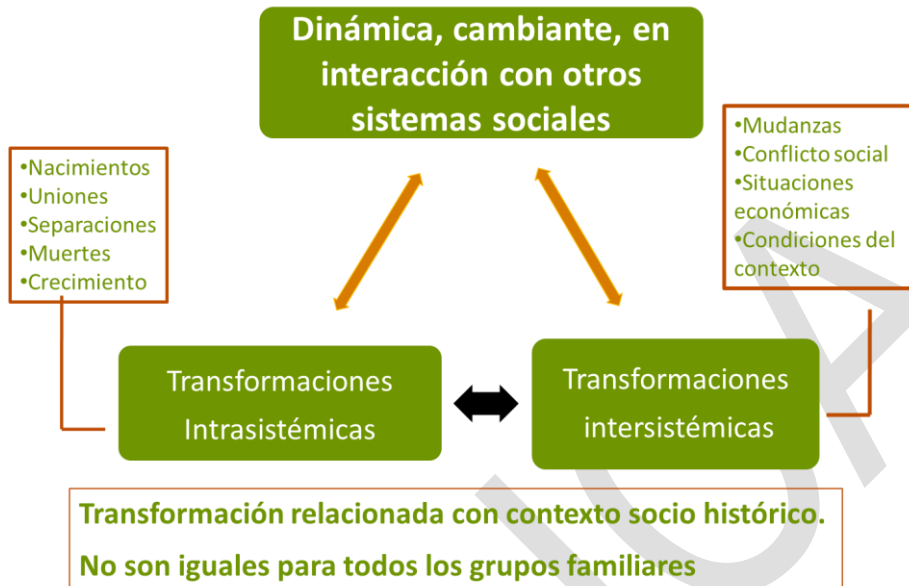 Dinámica, cambiante, en
interacción con otros
sistemas sociales
•Nacimientos
•Uniones
•Separaciones
•Muertes
•Crecimiento
•Mudanzas
•Conflicto social
•Situaciones
económicas
•Condiciones del
contexto
Transformaciones
Intrasistémicas
Transformaciones
intersistémicas
Transformación relacionada con contexto socio histórico.
No son iguales para todos los grupos familiares